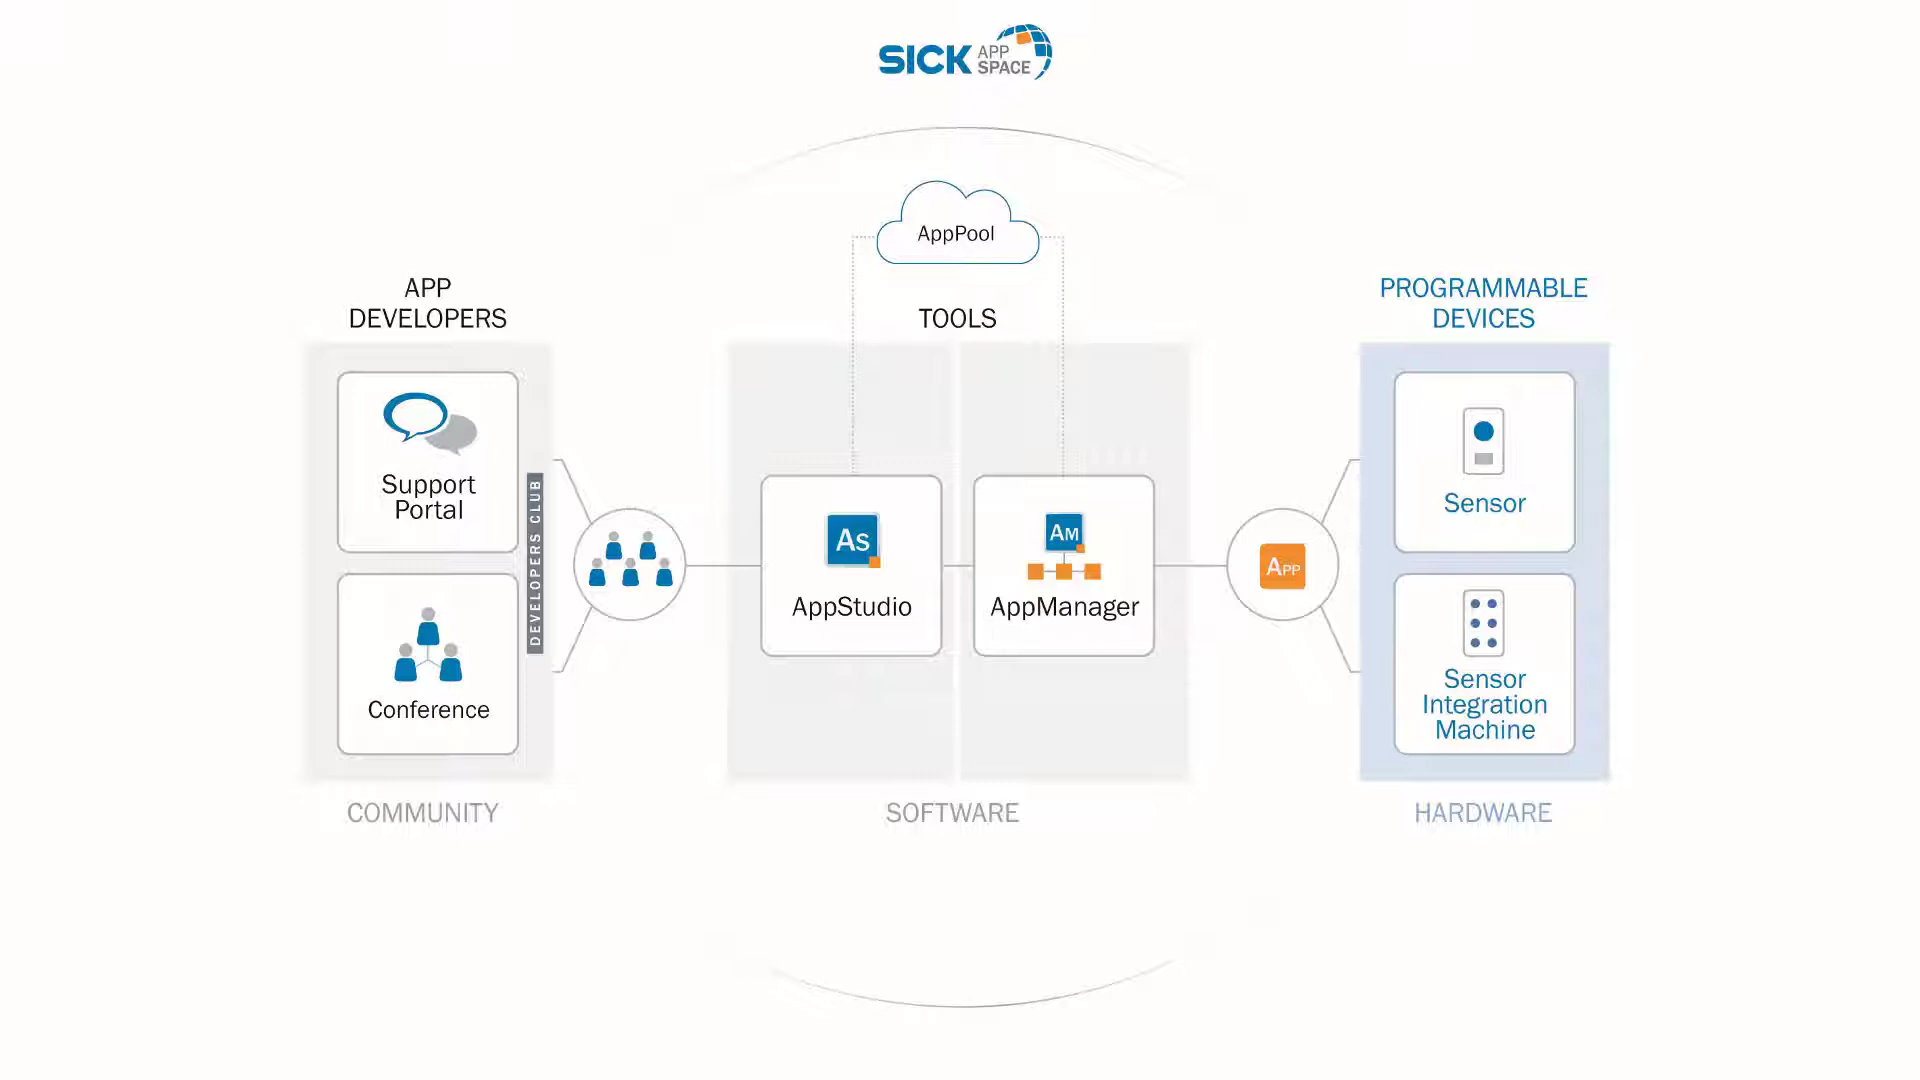 SICK APP
SPACE
AppPool
APP
DEVELOPERS
TOOLS
PROGRAMMABLE
DEVICES
Support
Portal
Conference
DEVELOPERS CLUB
As
AppStudio
AM
AppManager
APP
Sensor
Sensor
Integration
Machine
COMMUNITY
SOFTWARE
HARDWARE